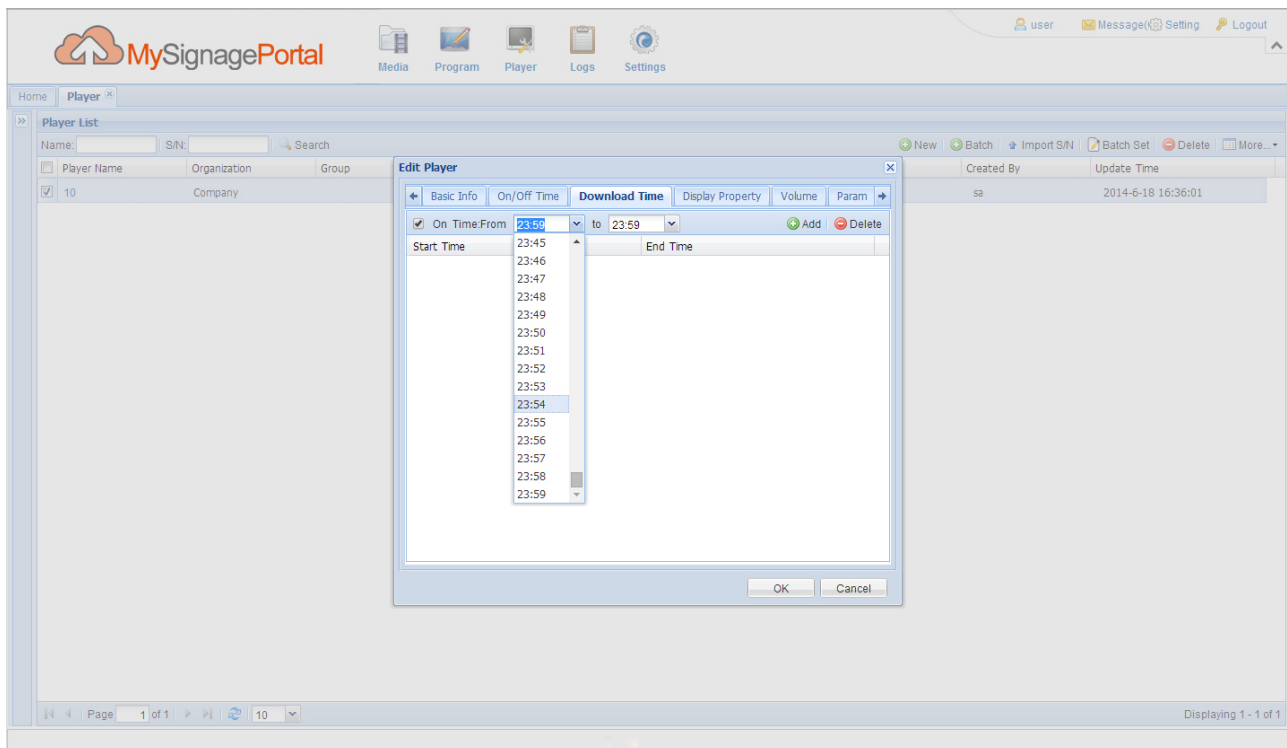 user Message( Setting Logout
MySignagePortal
Media Program Player Logs Settings
Home Player
Player List
Name: S/N: Search New Batch Import S/N Batch Set Delete More...
Player Name Organization Group Created By Update Time
10 Company sa 2014-6-18 16:36:01
Edit Player
Basic Info On/Off Time Download Time Display Property Volume Param
On Time:From 23:59 to 23:59 Add Delete
Start Time End Time
23:45
23:46
23:47
23:48
23:49
23:50
23:51
23:52
23:53
23:54
23:55
23:56
23:57
23:58
23:59
OK Cancel
Page 1 of 1 10 Displaying 1 - 1 of 1